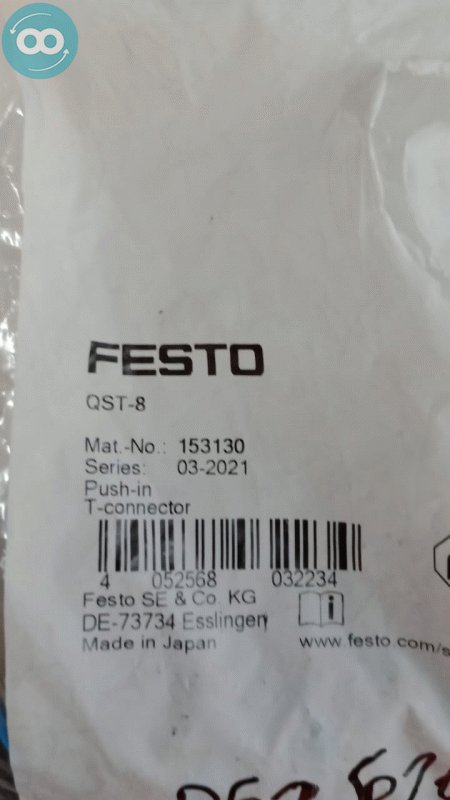 FESTO
QST-8
Mat.-No.: 153130
Series: 03-2021
Push-in
T-connector
4 052568 032234
Festo SE & Co. KG
DE-73734 Esslingen
Made in Japan
www.festo.com/s